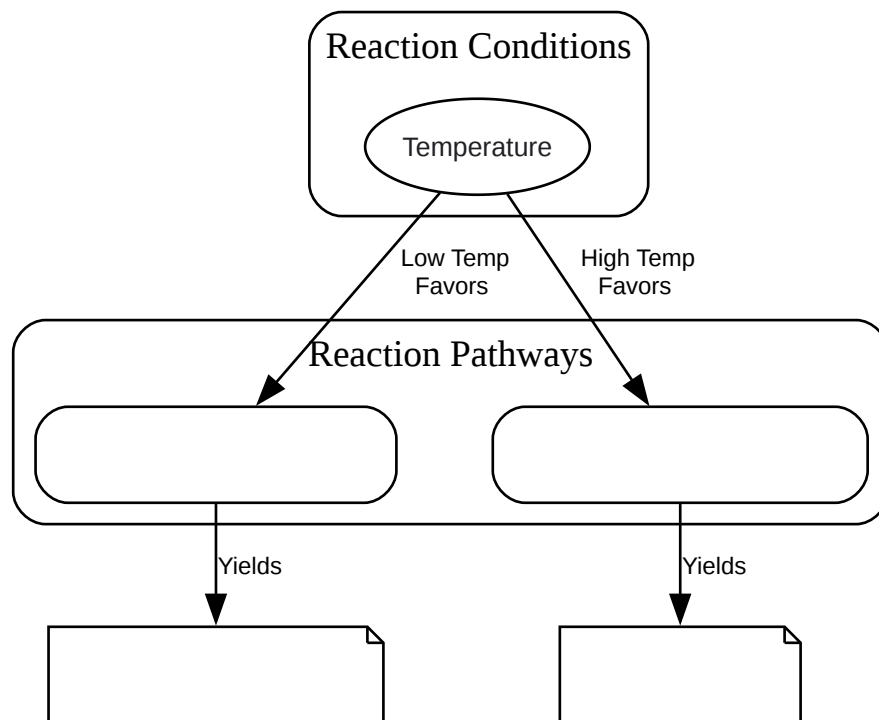 Reaction Conditions
Temperature
Low Temp
Favors
High Temp
Favors
Reaction Pathways
Yields
Yields